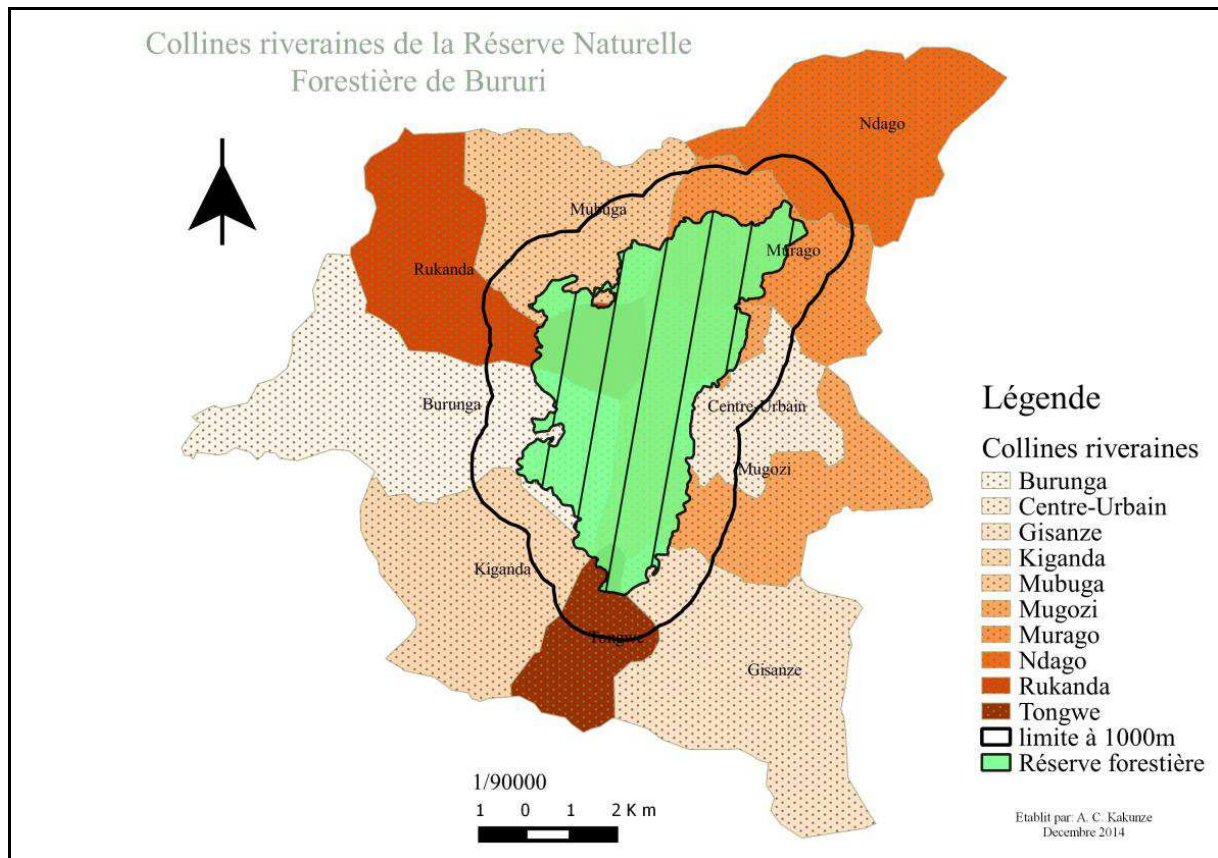 Collines riveraines de la Réserve Naturelle
Forestière de Bururi
Ndago
Mubuga
Murago
Rukanda
Burunga
Centre-Urbain
Mugozi
Kiganda
Tongwe
Gisanze
Légende
Collines riveraines
Burunga
Centre-Urbain
Gisanze
Kiganda
Mubuga
Mugozi
Murago
Ndago
Rukanda
Tongwe
limite à 1000m
Réserve forestière
1/90000
1 0 1 2 K m
Etablit par: A. C. Kakunze
Decembre 2014